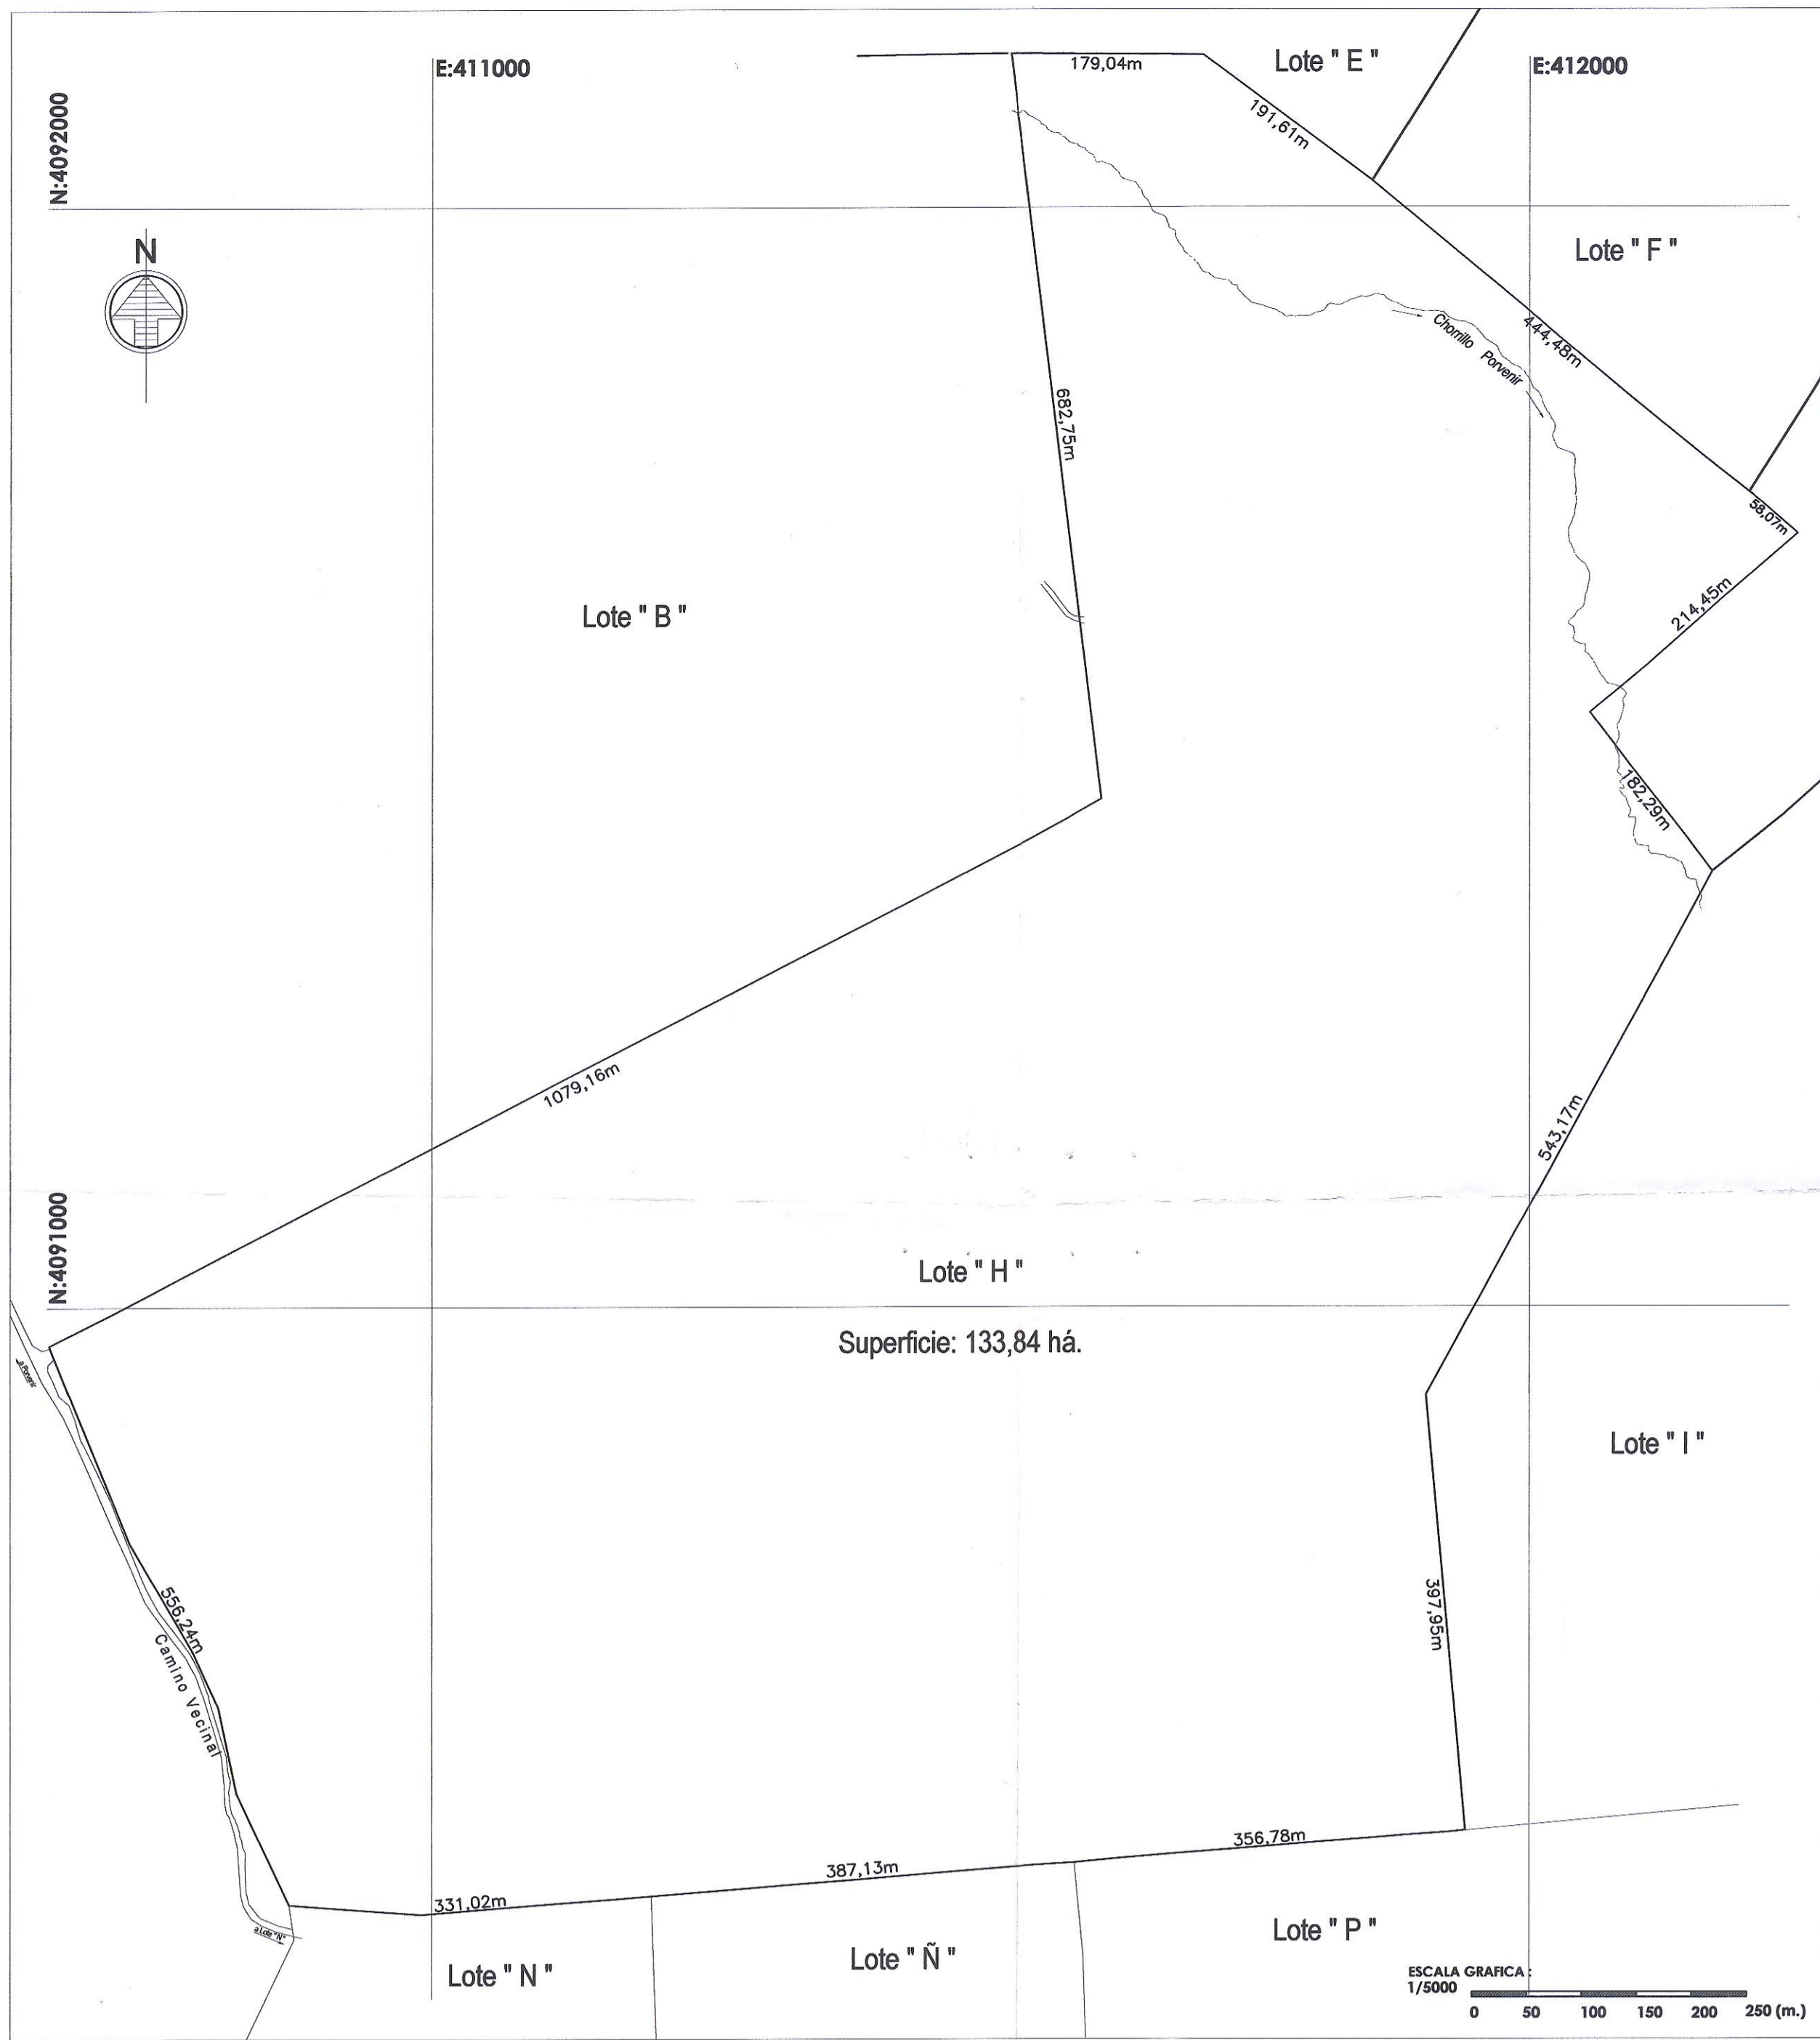 E:411000
E:412000
N:4092000
179,04m
Lote " E "
191,61m
N
Lote " F "
444,48m
Chorrillo Porvenir
682,75m
58,07m
Lote " B "
214,45m
182,29m
1079,16m
543,17m
N:4091000
Lote " H "
Superficie: 133,84 há.
a Porvenir
Lote " I "
556,24m
Camino Vecinal
397,95m
356,78m
387,13m
331,02m
a Lote "N"
Lote " N "
Lote " Ñ "
Lote " P "
ESCALA GRAFICA :
1/5000
0 50 100 150 200 250 (m.)